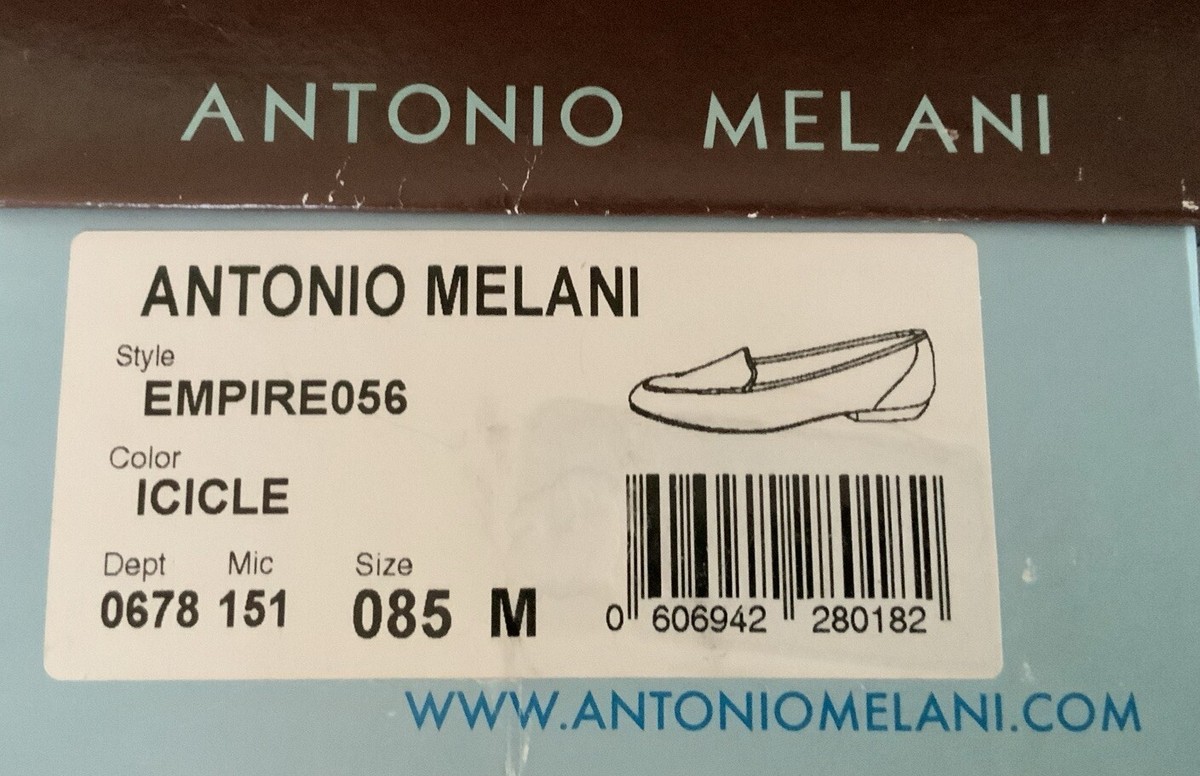 ANTONIO MELANI
ANTONIO MELANI
Style
EMPIRE056
Color
ICICLE
Dept Mic Size
0678 151 085 M
0 606942 280182
WWW.ANTONIOMELANI.COM